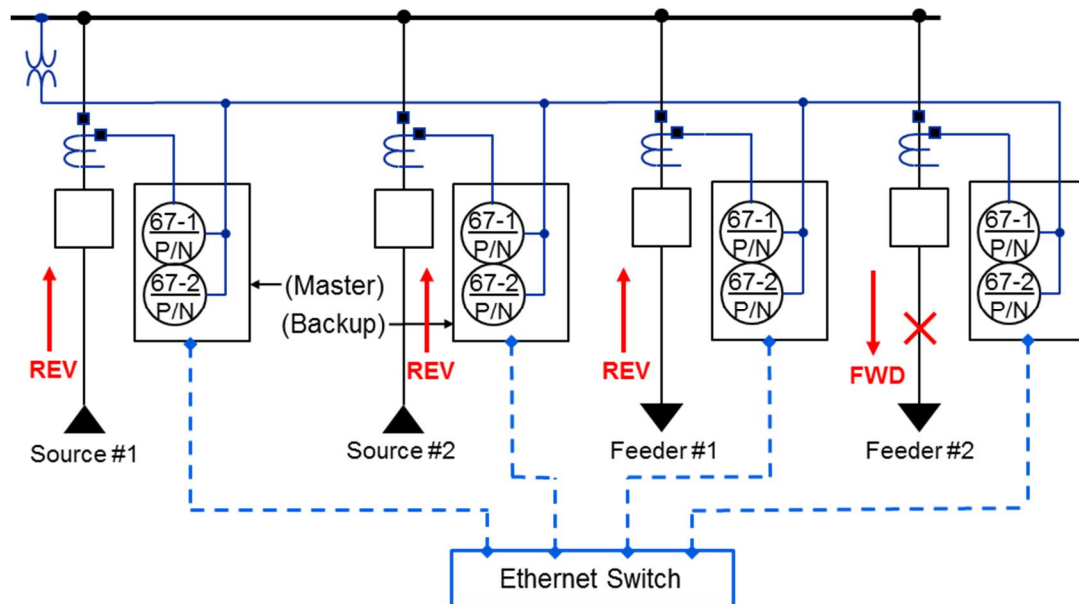 67-1
P/N
67-2
P/N
67-1
P/N
67-2
P/N
67-1
P/N
67-2
P/N
67-1
P/N
67-2
P/N
(Master)
(Backup)
REV
REV
REV
FWD
Source #1
Source #2
Feeder #1
Feeder #2
Ethernet Switch